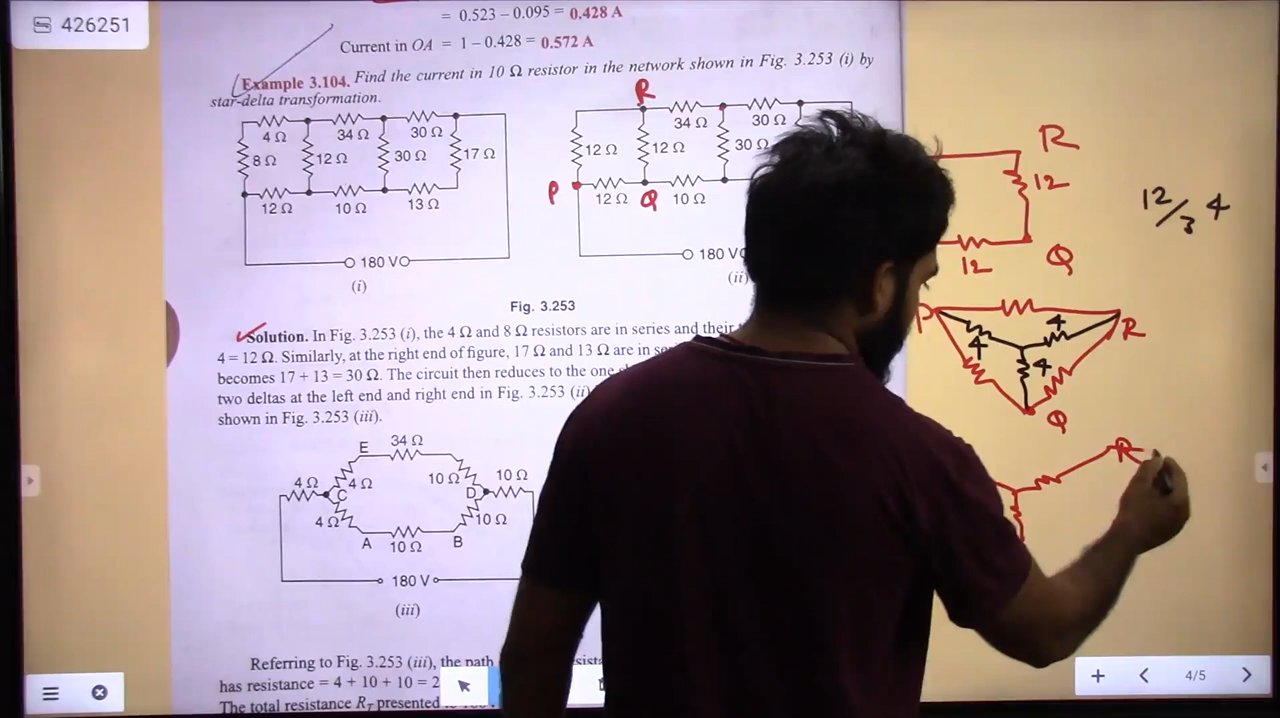 426251
= 0.523 – 0.095 = 0.428 A
Current in OA = 1 – 0.428 = 0.572 A
Example 3.104. Find the current in 10 Ω resistor in the network shown in Fig. 3.253 (i) by
star-delta transformation.
4 Ω
34 Ω
30 Ω
8 Ω
12 Ω
30 Ω
17 Ω
12 Ω
10 Ω
13 Ω
180 V
(i)
R
34 Ω
30 Ω
12 Ω
12 Ω
30 Ω
P
12 Ω
Q
10 Ω
180 V
(ii)
Fig. 3.253
R
12
12
Q
12/3 4
P
R
4
4
4
Q
R
Solution. In Fig. 3.253 (i), the 4 Ω and 8 Ω resistors are in series and their
4 = 12 Ω. Similarly, at the right end of figure, 17 Ω and 13 Ω are in
becomes 17 + 13 = 30 Ω. The circuit then reduces to the one
two deltas at the left end and right end in Fig. 3.253 (ii)
shown in Fig. 3.253 (iii).
E
34 Ω
4 Ω
C
4 Ω
10 Ω
D
10 Ω
4 Ω
10 Ω
A
10 Ω
B
180 V
(iii)
Referring to Fig. 3.253 (iii), the path
has resistance = 4 + 10 + 10 = 2
The total resistance RT presented
4/5